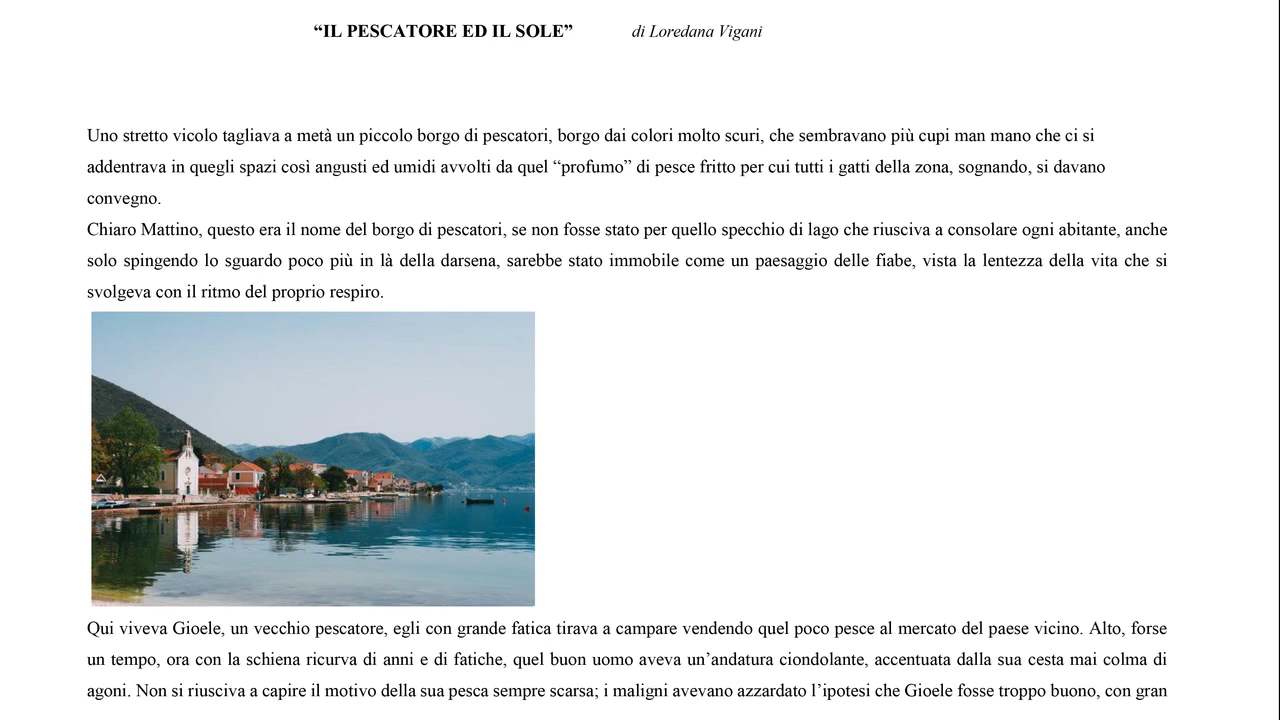 “IL PESCATORE ED IL SOLE” di Loredana Vigani
Uno stretto vicolo tagliava a metà un piccolo borgo di pescatori, borgo dai colori molto scuri, che sembravano più cupi man mano che ci si
addentrava in quegli spazi così angusti ed umidi avvolti da quel “profumo” di pesce fritto per cui tutti i gatti della zona, sognando, si davano
convegno.
Chiaro Mattino, questo era il nome del borgo di pescatori, se non fosse stato per quello specchio di lago che riusciva a consolare ogni abitante, anche
solo spingendo lo sguardo poco più in là della darsena, sarebbe stato immobile come un paesaggio delle fiabe, vista la lentezza della vita che si
svolgeva con il ritmo del proprio respiro.
Qui viveva Gioele, un vecchio pescatore, egli con grande fatica tirava a campare vendendo quel poco pesce al mercato del paese vicino. Alto, forse
un tempo, ora con la schiena ricurva di anni e di fatiche, quel buon uomo aveva un’andatura ciondolante, accentuata dalla sua cesta mai colma di
agoni. Non si riusciva a capire il motivo della sua pesca sempre scarsa; i maligni avevano azzardato l’ipotesi che Gioele fosse troppo buono, con gran